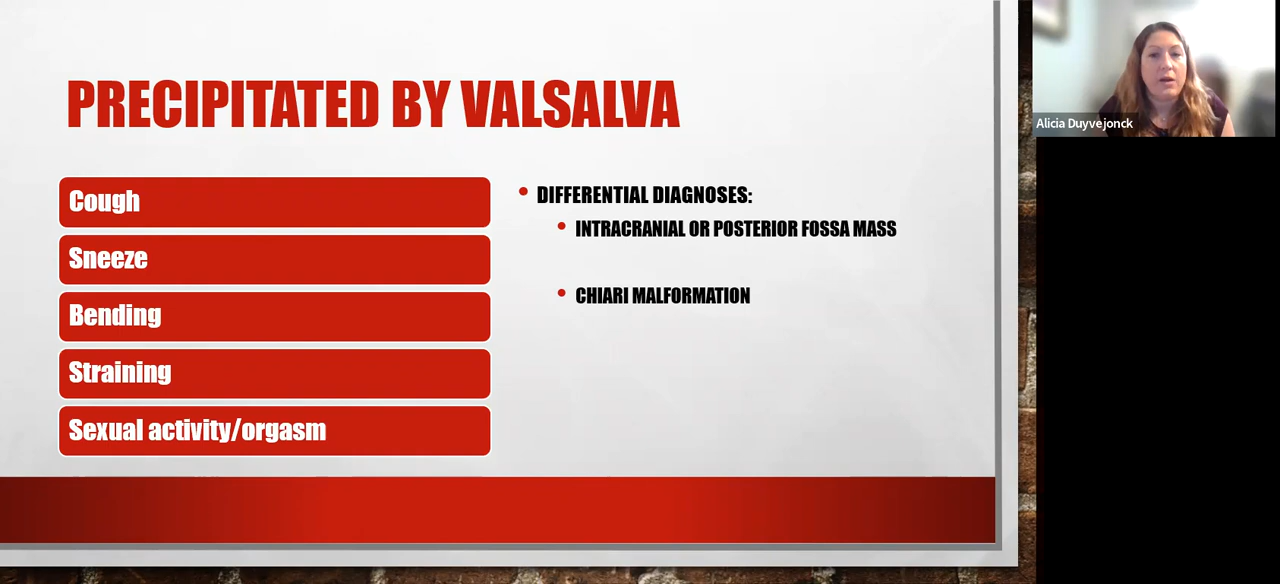 PRECIPITATED BY VALSALVA
Cough
Sneeze
Bending
Straining
Sexual activity/orgasm
• DIFFERENTIAL DIAGNOSES:
• INTRACRANIAL OR POSTERIOR FOSSA MASS
• CHIARI MALFORMATION
Alicia Duyvejonck